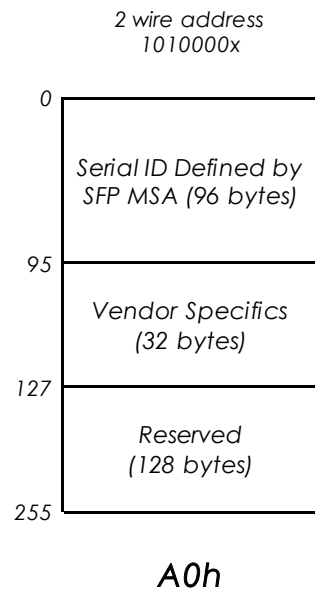 2 wire address
1010000x
0
Serial ID Defined by
SFP MSA (96 bytes)
95
Vendor Specifics
(32 bytes)
127
Reserved
(128 bytes)
255
A0h